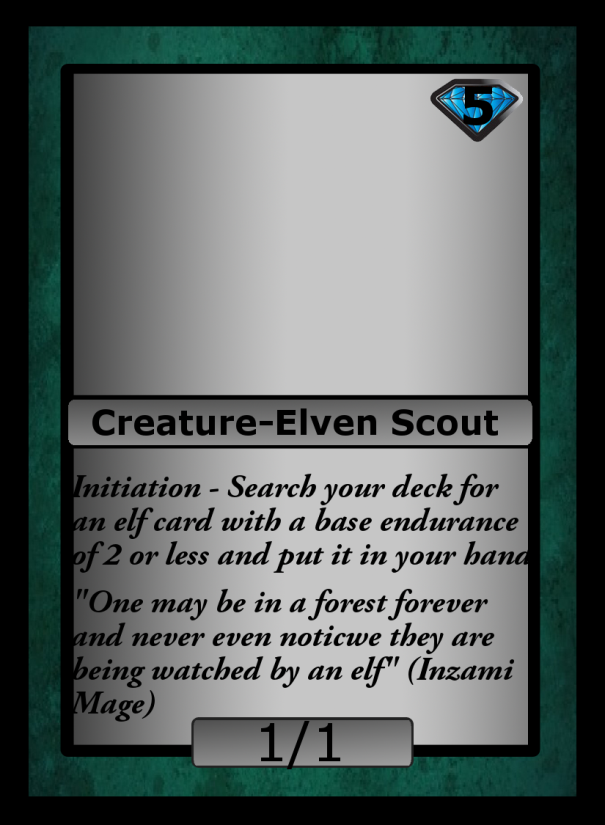 5
Creature-Elven Scout
Initiation - Search your deck for
an elf card with a base endurance
of 2 or less and put it in your hand
"One may be in a forest forever
and never even noticwe they are
being watched by an elf" (Inzami
Mage)
1/1